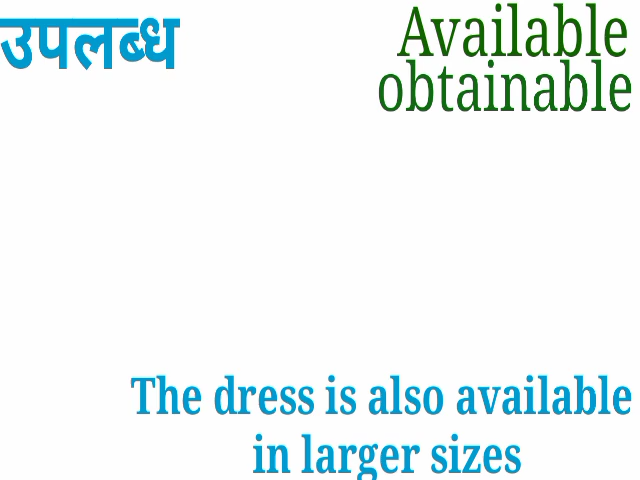 उपलब्ध
Available
obtainable
The dress is also available
in larger sizes